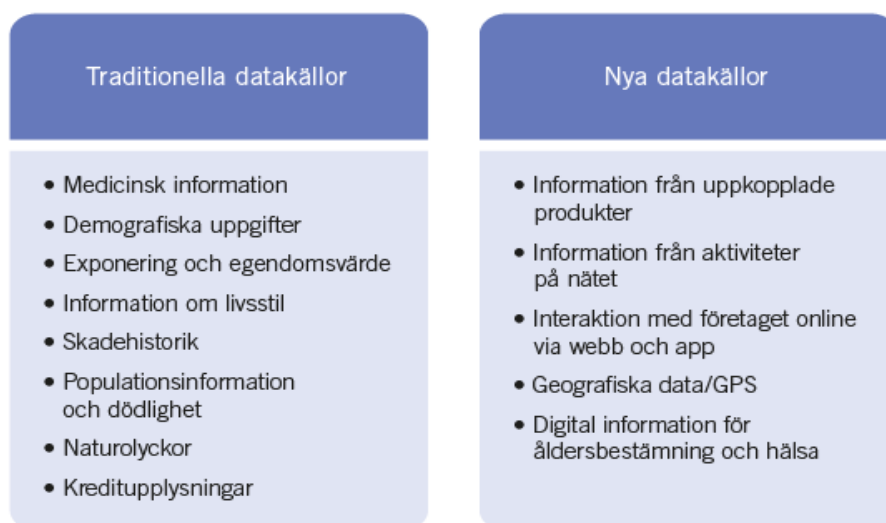 Traditionella datakällor
• Medicinsk information
• Demografiska uppgifter
• Exponering och egendomsvärde
• Information om livsstil
• Skadehistorik
• Populationsinformation
och dödlighet
• Naturolyckor
• Kreditupplysningar
Nya datakällor
• Information från uppkopplade
produkter
• Information från aktiviteter
på nätet
• Interaktion med företaget online
via webb och app
• Geografiska data/GPS
• Digital information för
åldersbestämning och hälsa